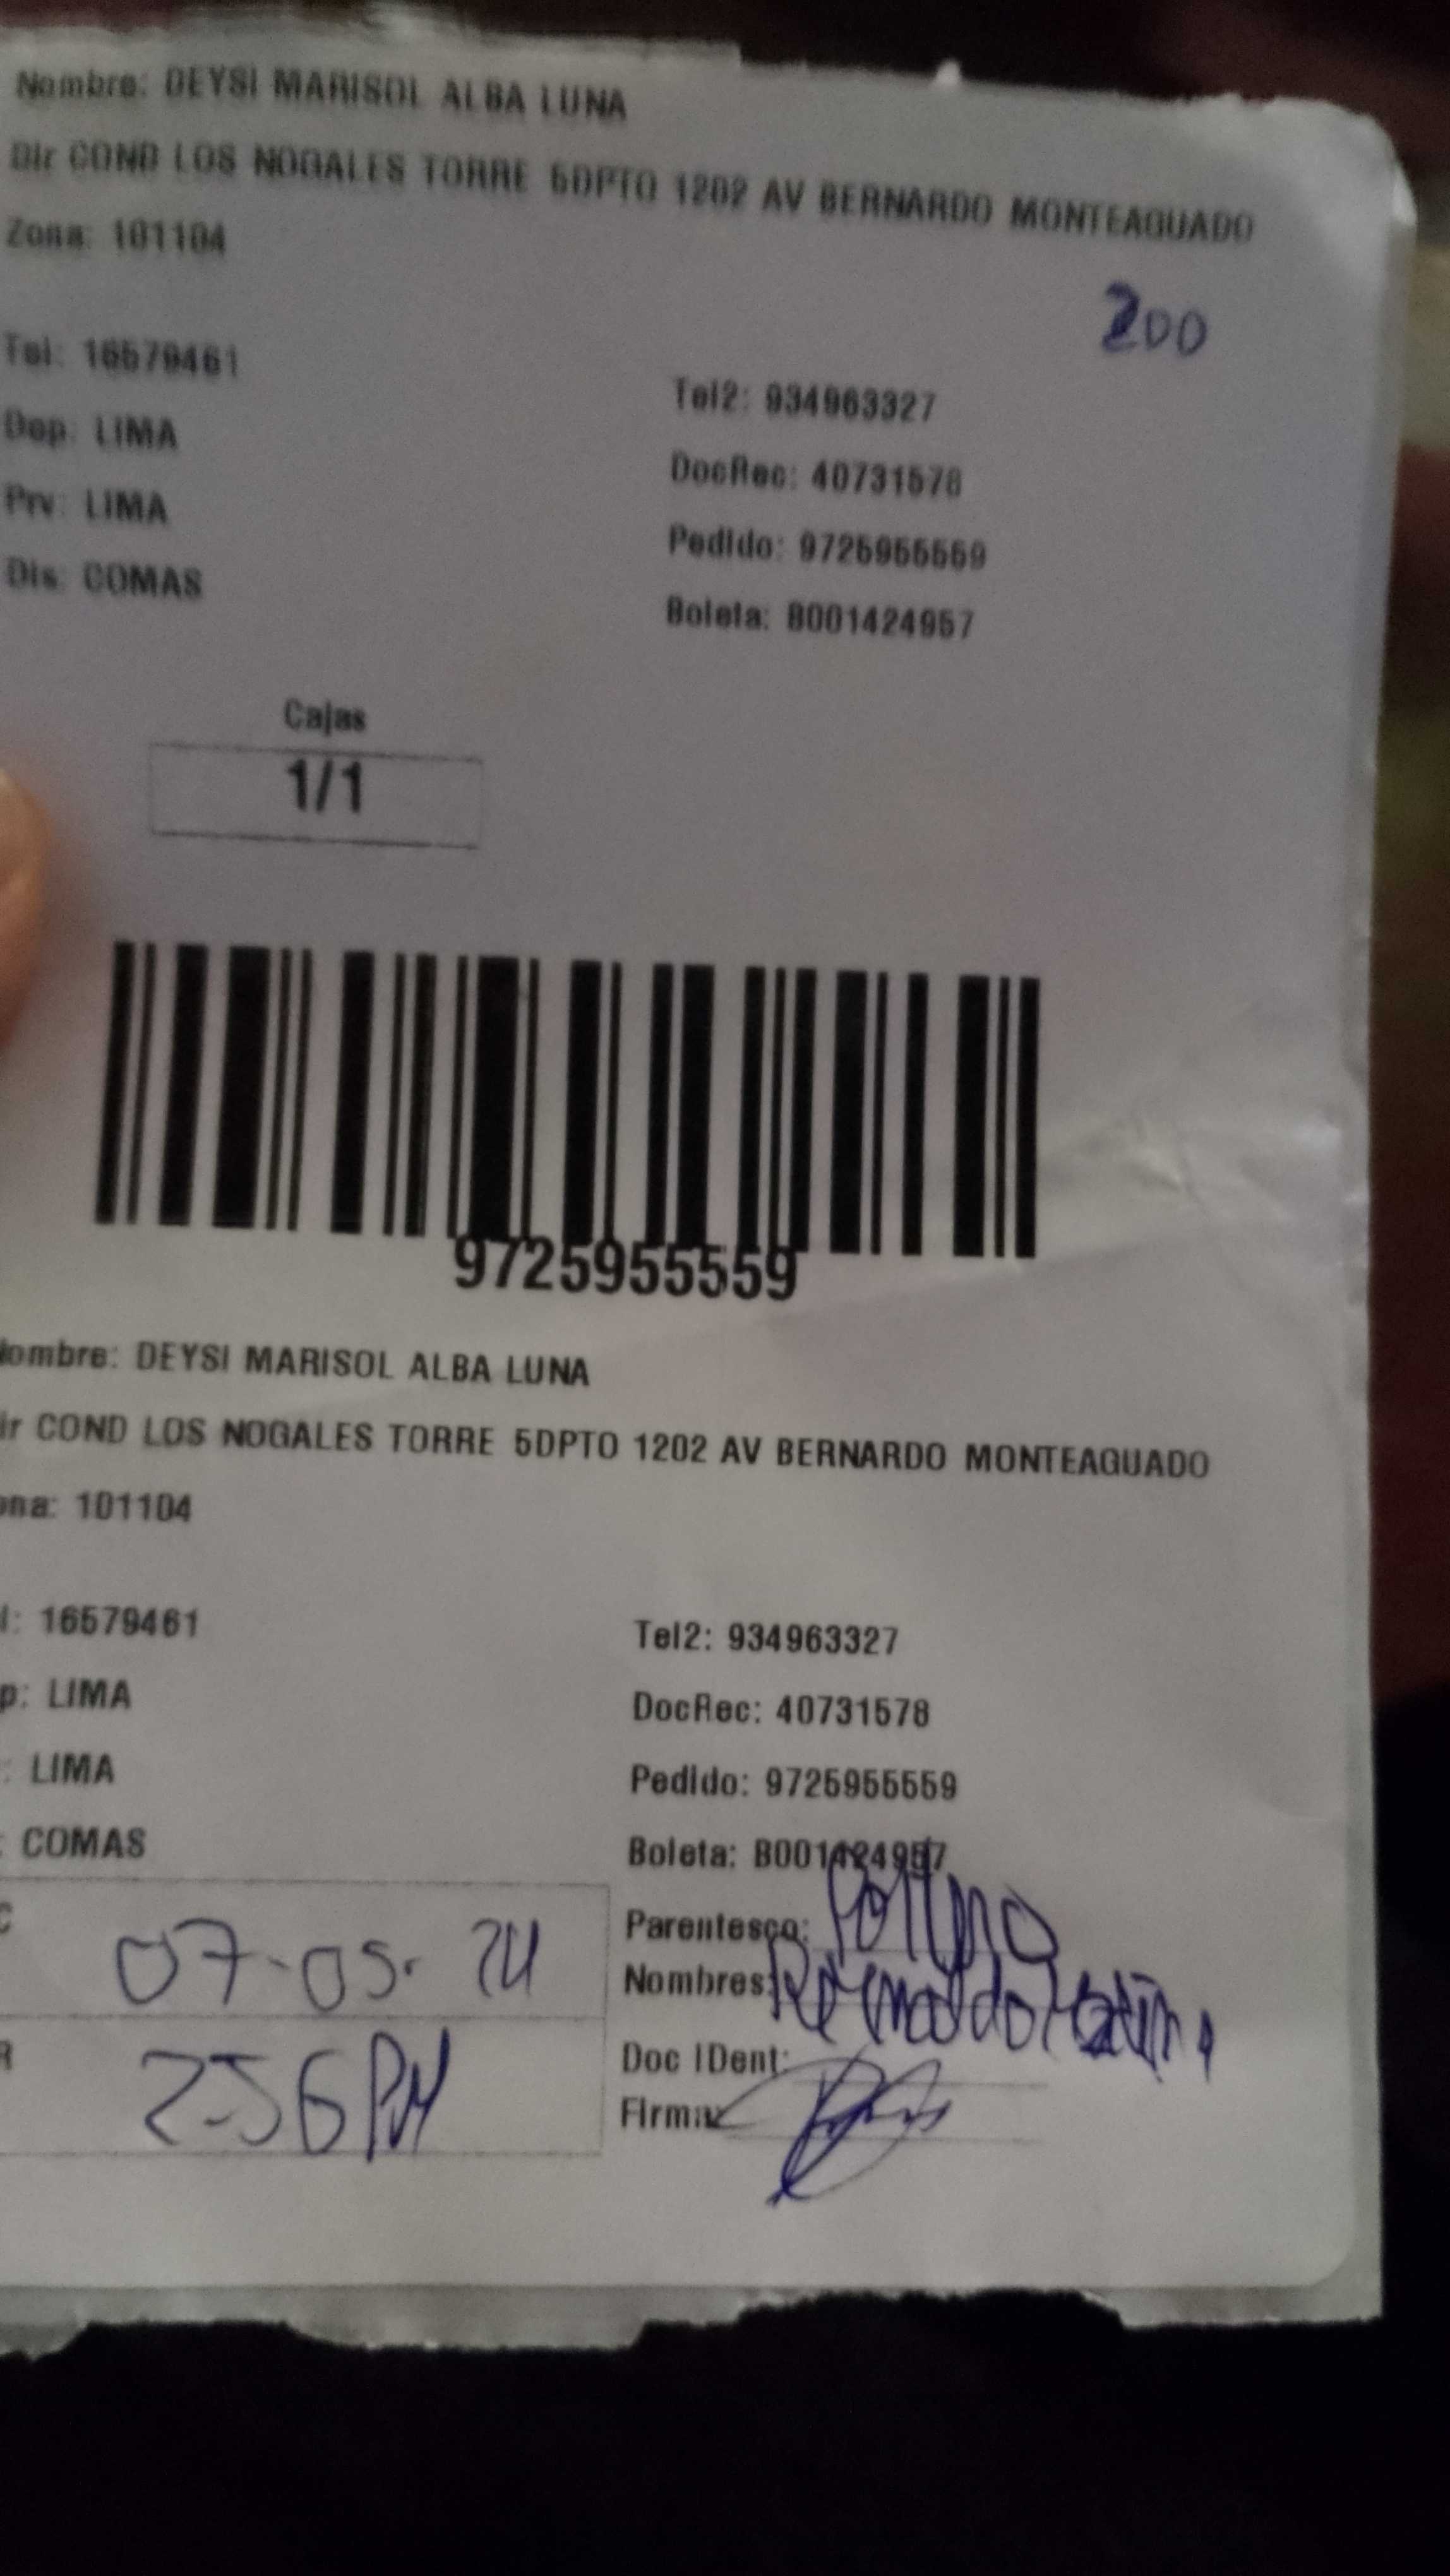 Nombre: DEYSI MARISOL ALBA LUNA
Dir COND LOS NOGALES TORRE 5DPTO 1202 AV BERNARDO MONTEAGUADO
Zona: 101104
200
Tel: 16579461
Tel2: 934963327
Dep: LIMA
DocRec: 40731578
Prv: LIMA
Pedido: 9725955559
Dis: COMAS
Boleta: B001424957
Cajas
1/1
9725955559
Nombre: DEYSI MARISOL ALBA LUNA
ir COND LOS NOGALES TORRE 5DPTO 1202 AV BERNARDO MONTEAGUADO
ona: 101104
l: 16579461
Tel2: 934963327
p: LIMA
DocRec: 40731578
: LIMA
Pedido: 9725955559
: COMAS
Boleta: B001424957
C 07-05-24
Parentesco:
Nombres:
R 2-56 PM
Doc IDent:
Firma: